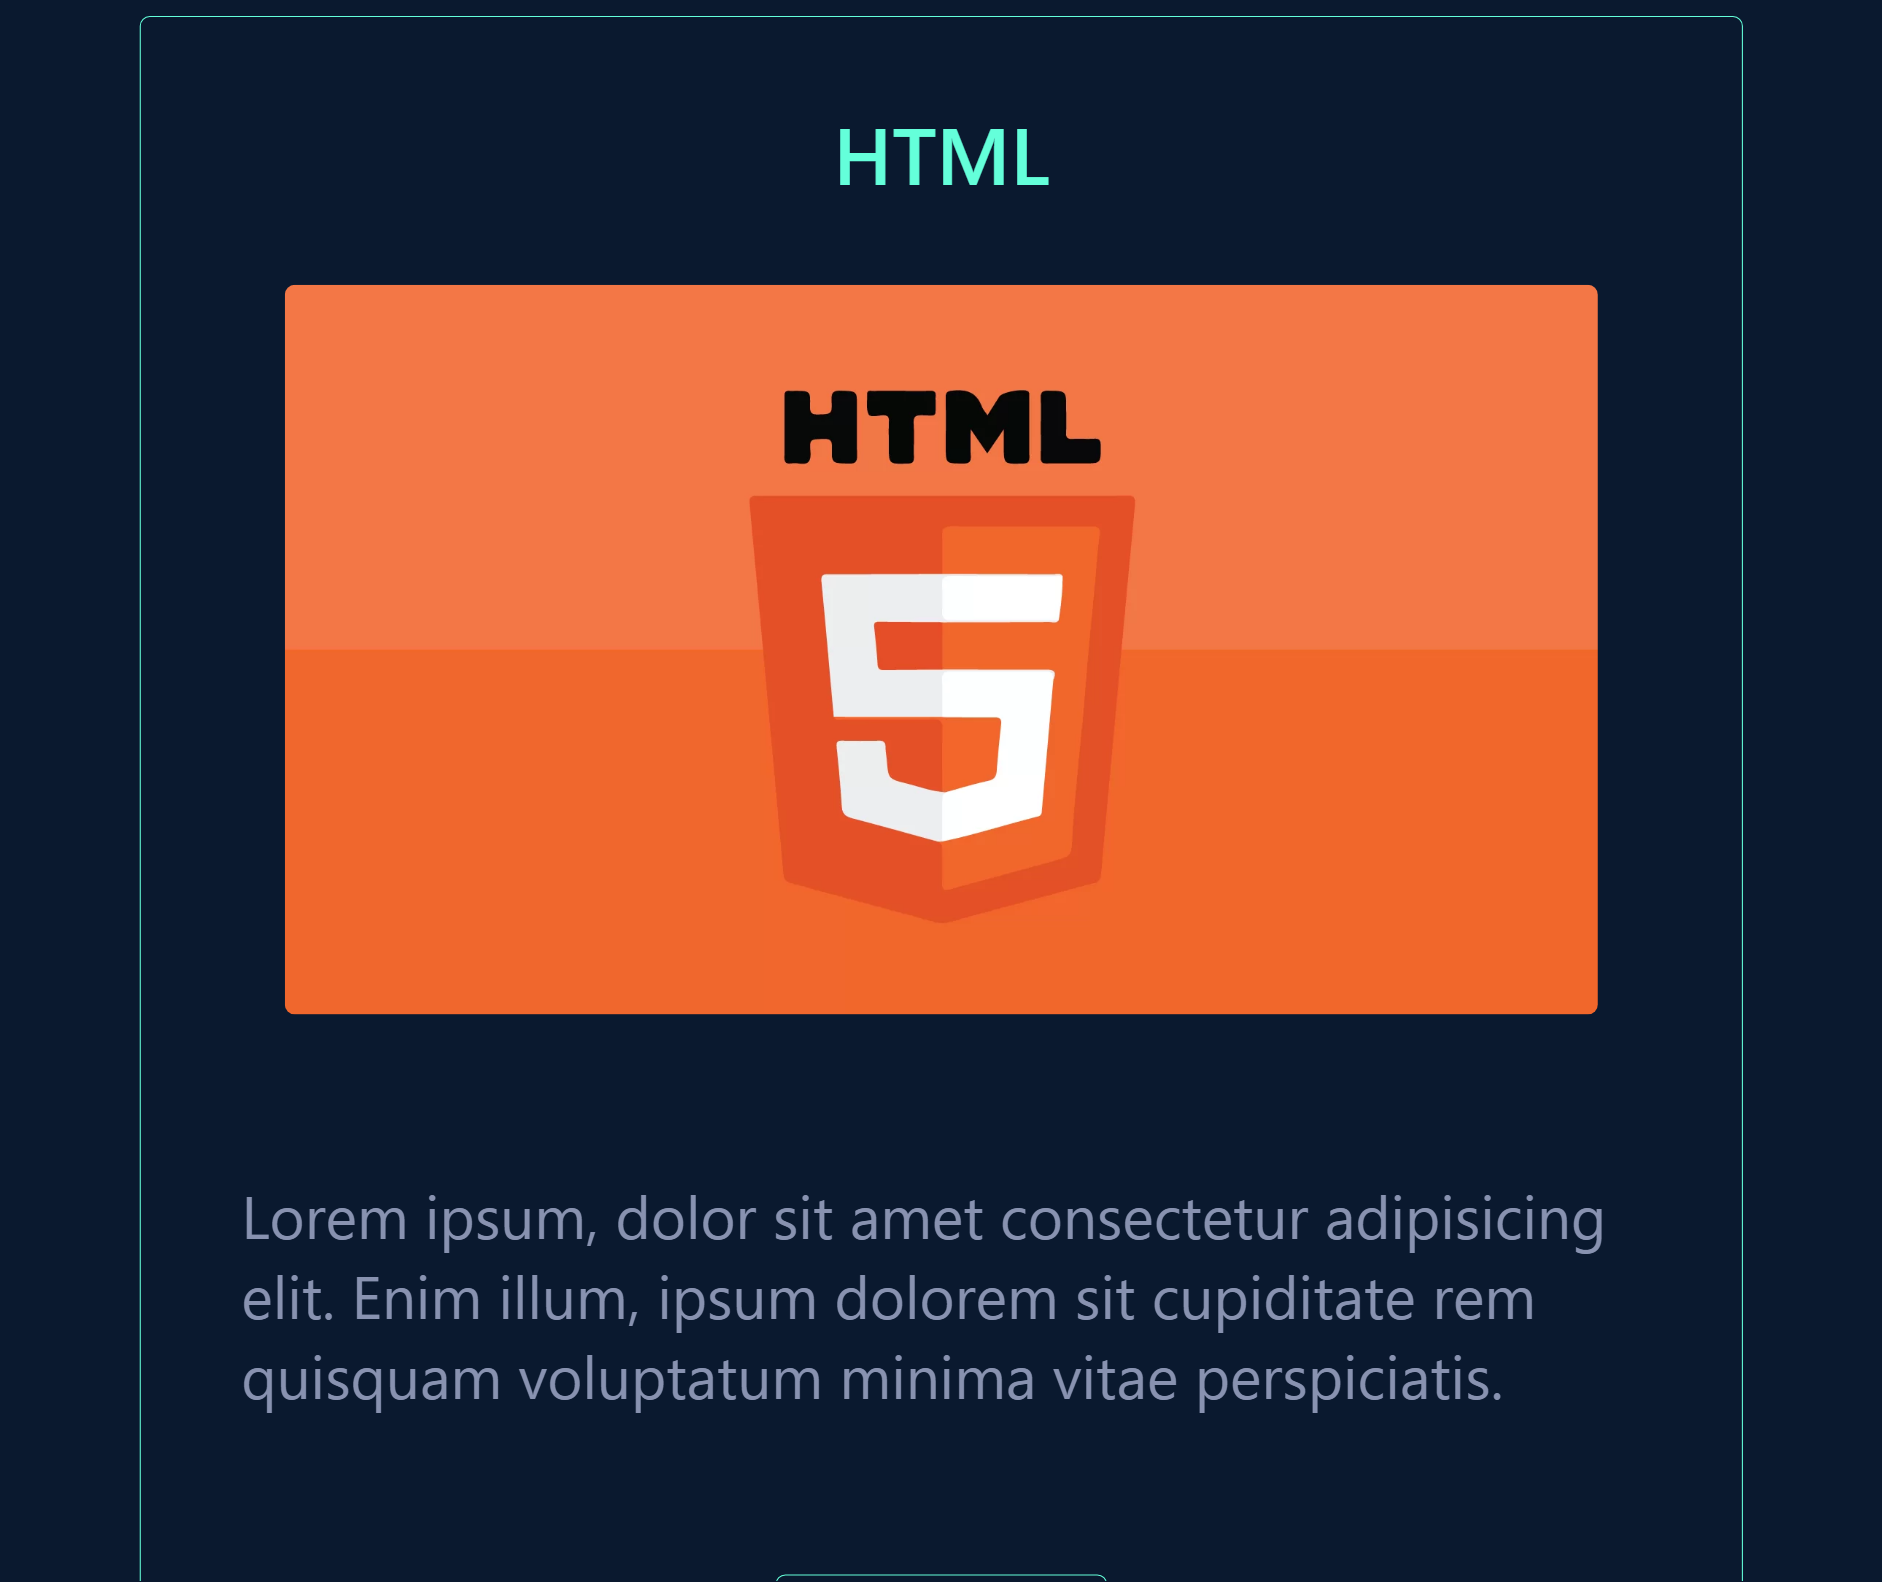 HTML
HTML
5
Lorem ipsum, dolor sit amet consectetur adipisicing
elit. Enim illum, ipsum dolorem sit cupiditate rem
quisquam voluptatum minima vitae perspiciatis.